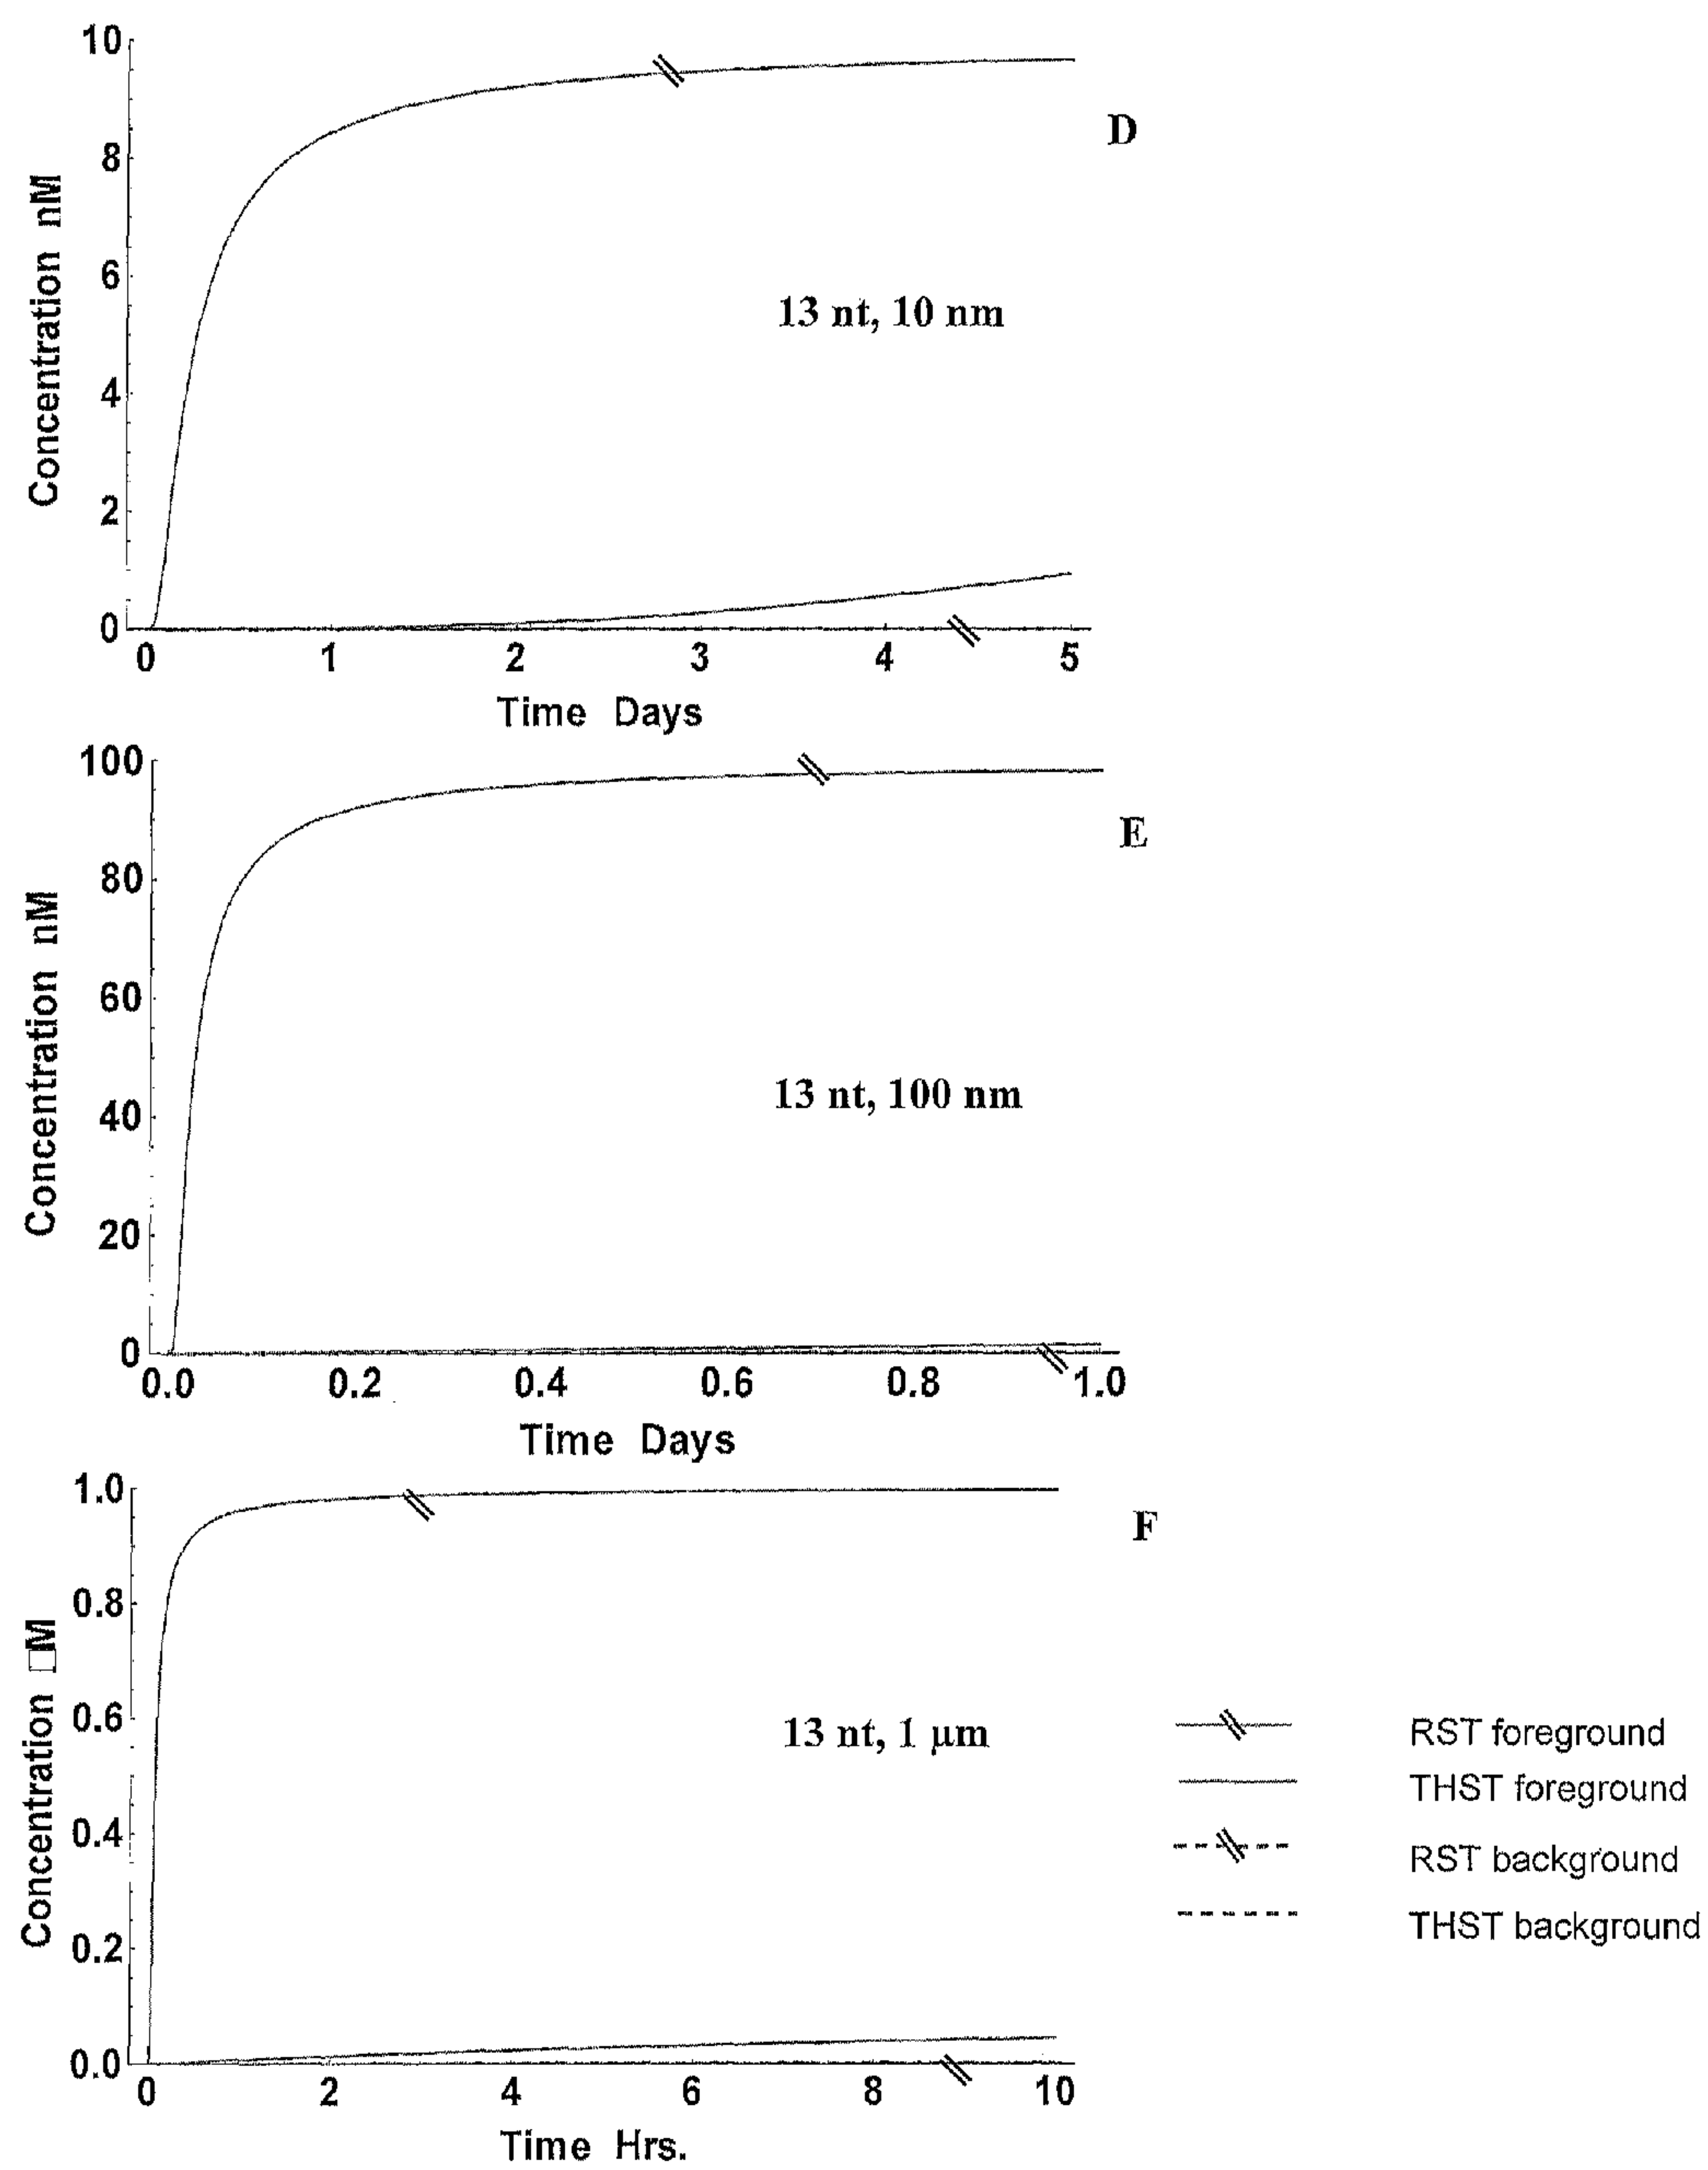 10
8
6
4
2
0
Concentration nM
D
13 nt, 10 nm
0 1 2 3 4 5
Time Days
100
80
60
40
20
0
Concentration nM
E
13 nt, 100 nm
0.0 0.2 0.4 0.6 0.8 1.0
Time Days
1.0
0.8
0.6
0.4
0.2
0.0
Concentration □M
F
13 nt, 1 µm
0 2 4 6 8 10
Time Hrs.
RST foreground
THST foreground
RST background
THST background